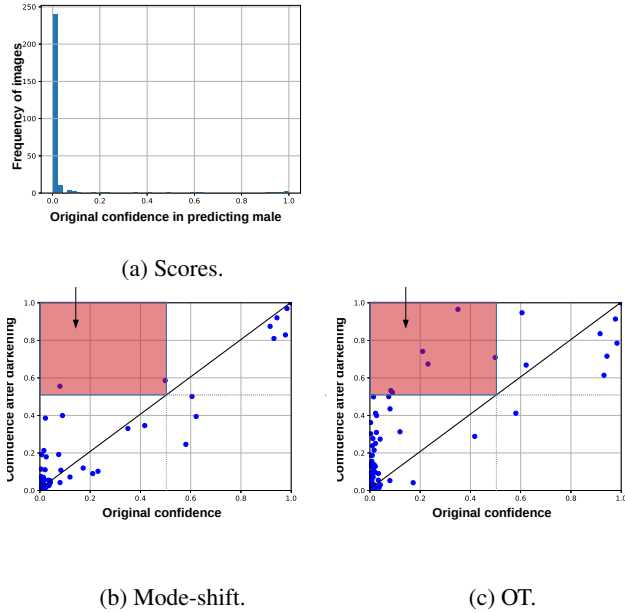 Frequency of images
250
200
150
100
50
0
0.0 0.2 0.4 0.6 0.8 1.0
Original confidence in predicting male
(a) Scores.
Confidence after darkening
1.0
0.8
0.6
0.4
0.2
0.0
0.0 0.2 0.4 0.6 0.8 1.0
Original confidence
(b) Mode-shift.
Confidence after darkening
1.0
0.8
0.6
0.4
0.2
0.0
0.0 0.2 0.4 0.6 0.8 1.0
Original confidence
(c) OT.